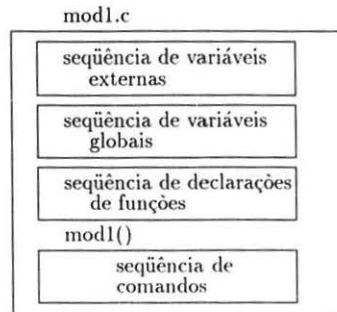 mod1.c
seqüência de variáveis
externas
seqüência de variáveis
globais
seqüência de declarações
de funções
mod1()
seqüência de
comandos